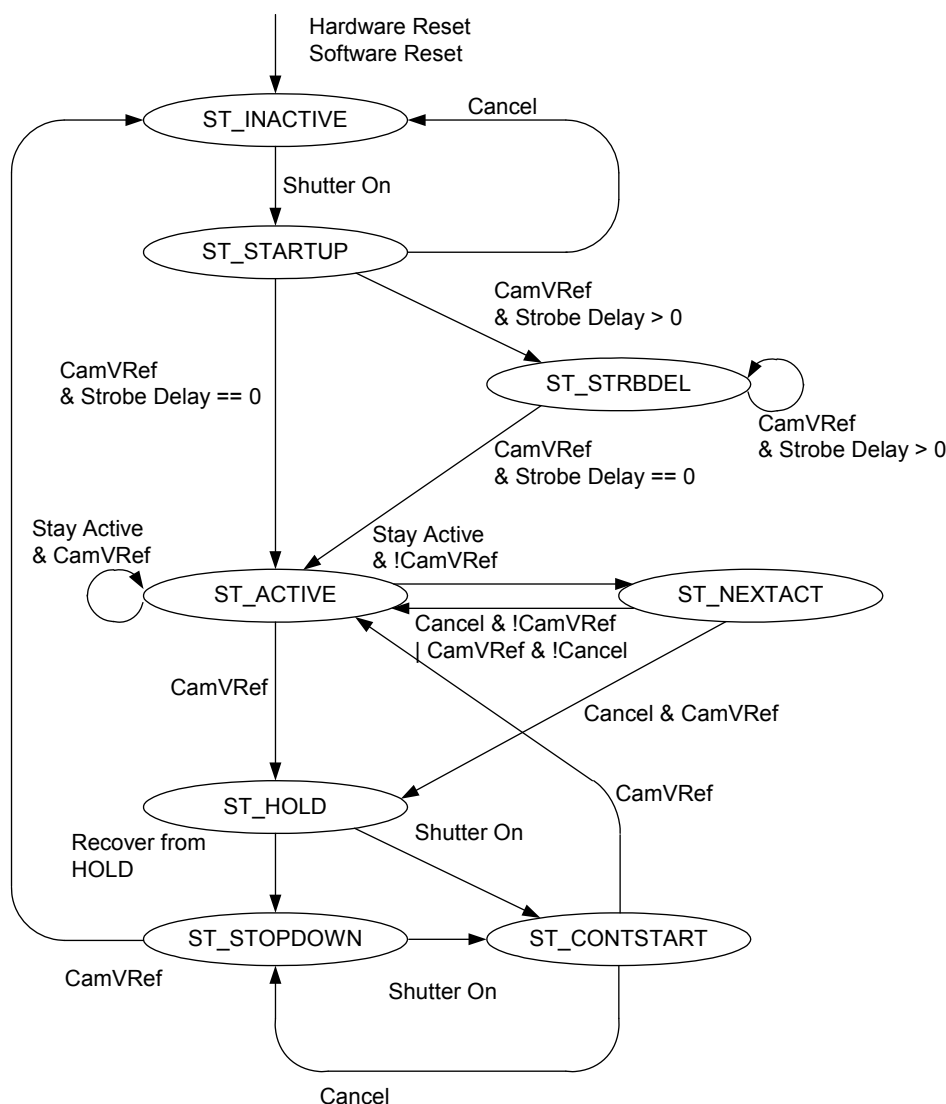 Hardware Reset
Software Reset
ST_INACTIVE
Cancel
Shutter On
ST_STARTUP
CamVRef
& Strobe Delay > 0
CamVRef
& Strobe Delay == 0
ST_STRBDEL
CamVRef
& Strobe Delay > 0
CamVRef
& Strobe Delay == 0
Stay Active
& CamVRef
Stay Active
& !CamVRef
ST_ACTIVE
ST_NEXTACT
Cancel & !CamVRef
| CamVRef & !Cancel
CamVRef
Cancel & CamVRef
ST_HOLD
CamVRef
Shutter On
Recover from
HOLD
ST_STOPDOWN
ST_CONTSTART
CamVRef
Shutter On
Cancel